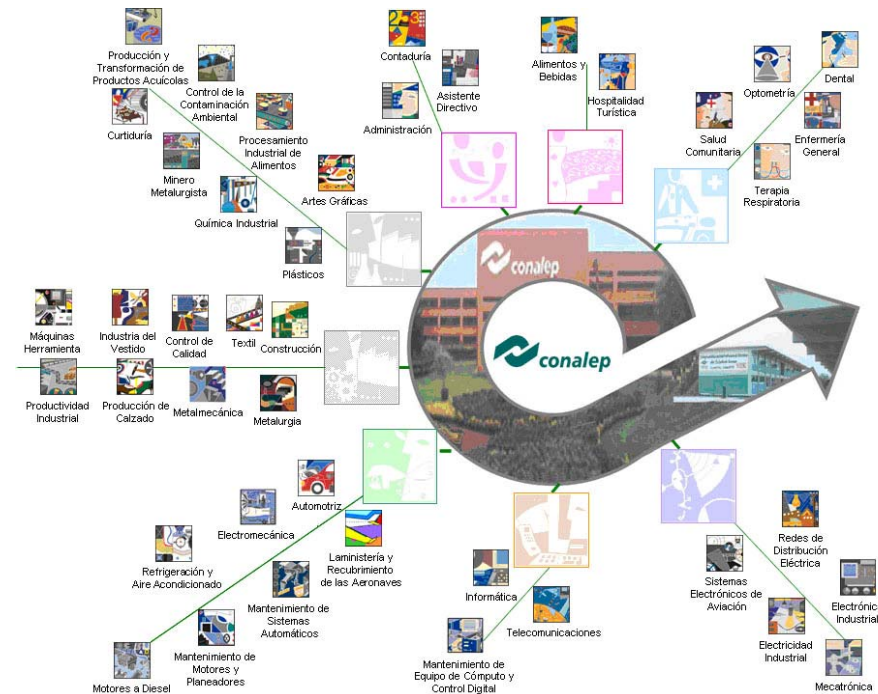 Producción y
Transformación de
Productos Acuícolas
Control de la
Contaminación
Ambiental
Curtiduría
Procesamiento
Industrial de
Alimentos
Minero
Metalurgista
Artes Gráficas
Química Industrial
Plásticos
Contaduría
Asistente
Directivo
Administración
Alimentos y
Bebidas
Hospitalidad
Turística
Optometría
Dental
Salud
Comunitaria
Enfermería
General
Terapia
Respiratoria
conalep
conalep
Máquinas
Herramienta
Industria del
Vestido
Control de
Calidad
Textil
Construcción
Productividad
Industrial
Producción de
Calzado
Metalmecánica
Metalurgia
Automotriz
Electromecánica
Laministería y
Recubrimiento
de las Aeronaves
Refrigeración y
Aire Acondicionado
Mantenimiento de
Sistemas
Automáticos
Mantenimiento de
Motores y
Planeadores
Motores a Diesel
Informática
Telecomunicaciones
Mantenimiento de
Equipo de Cómputo y
Control Digital
Redes de
Distribución
Eléctrica
Sistemas
Electrónicos de
Aviación
Electrónic
Industrial
Electricidad
Industrial
Mecatrónica